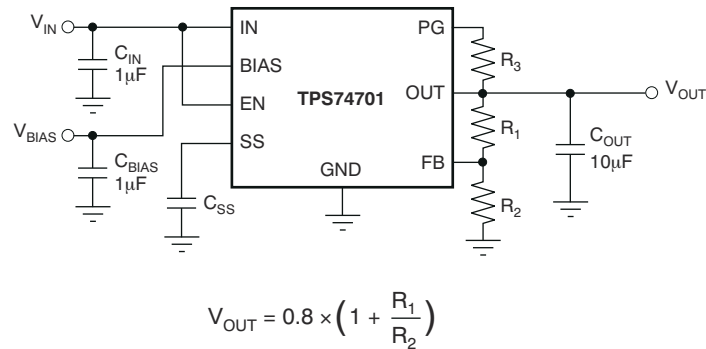 V_IN
C_IN
1µF
V_BIAS
C_BIAS
1µF
C_SS
IN
BIAS
EN
SS
TPS74701
GND
PG
OUT
FB
R_3
R_1
R_2
C_OUT
10µF
V_OUT
V_OUT = 0.8 × ( 1 + R_1 / R_2 )